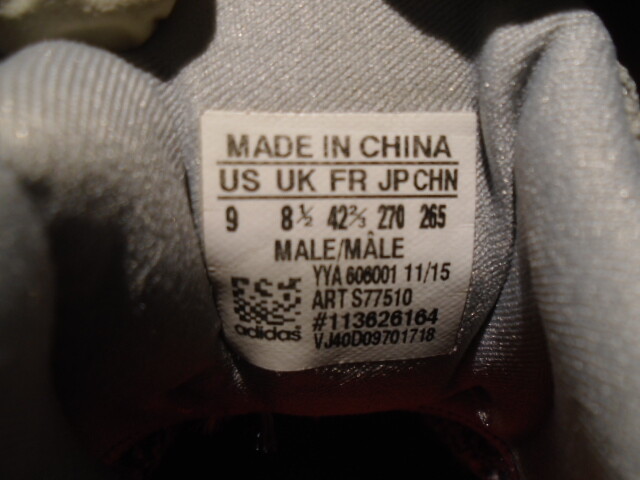 MADE IN CHINA
US UK FR JP CHN
9 8½ 42⅔ 270 265
MALE/MÂLE
YYA 606001 11/15
ART S77510
#113626164
adidas VJ40D09701718